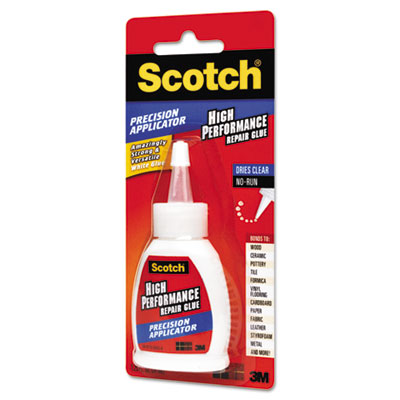 Scotch®
PRECISION
APPLICATOR
HIGH
PERFORMANCE
REPAIR GLUE
Amazingly
Strong &
Versatile
White Glue
DRIES CLEAR
NO-RUN
BONDS TO:
WOOD
CERAMIC
POTTERY
TILE
FORMICA
VINYL
FLOORING
CARDBOARD
PAPER
FABRIC
LEATHER
STYROFOAM
METAL
AND MORE!
Scotch
HIGH
PERFORMANCE
REPAIR GLUE
PRECISION
APPLICATOR
3M